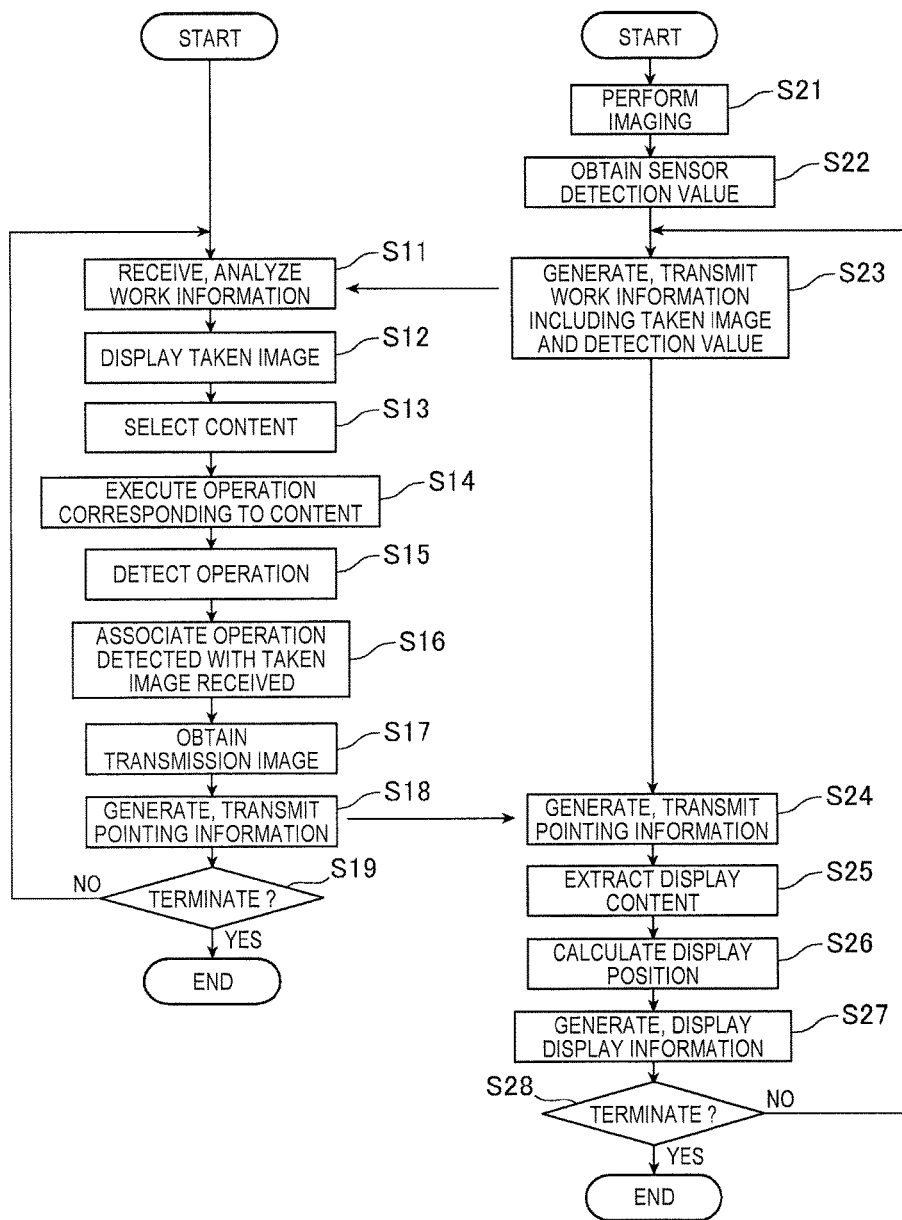 START
S11
RECEIVE, ANALYZE
WORK INFORMATION
S12
DISPLAY TAKEN IMAGE
S13
SELECT CONTENT
S14
EXECUTE OPERATION
CORRESPONDING TO CONTENT
S15
DETECT OPERATION
S16
ASSOCIATE OPERATION
DETECTED WITH TAKEN
IMAGE RECEIVED
S17
OBTAIN
TRANSMISSION IMAGE
S18
GENERATE, TRANSMIT
POINTING INFORMATION
S19
TERMINATE ?
NO
YES
END
START
S21
PERFORM
IMAGING
S22
OBTAIN SENSOR
DETECTION VALUE
S23
GENERATE, TRANSMIT
WORK INFORMATION
INCLUDING TAKEN IMAGE
AND DETECTION VALUE
S24
GENERATE, TRANSMIT
POINTING INFORMATION
S25
EXTRACT DISPLAY
CONTENT
S26
CALCULATE DISPLAY
POSITION
S27
GENERATE, DISPLAY
DISPLAY INFORMATION
S28
TERMINATE ?
NO
YES
END